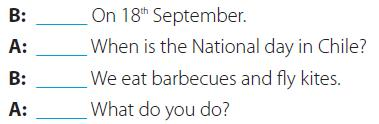 B: ______ On 18th September.
A: ______ When is the National day in Chile?
B: ______ We eat barbecues and fly kites.
A: ______ What do you do?